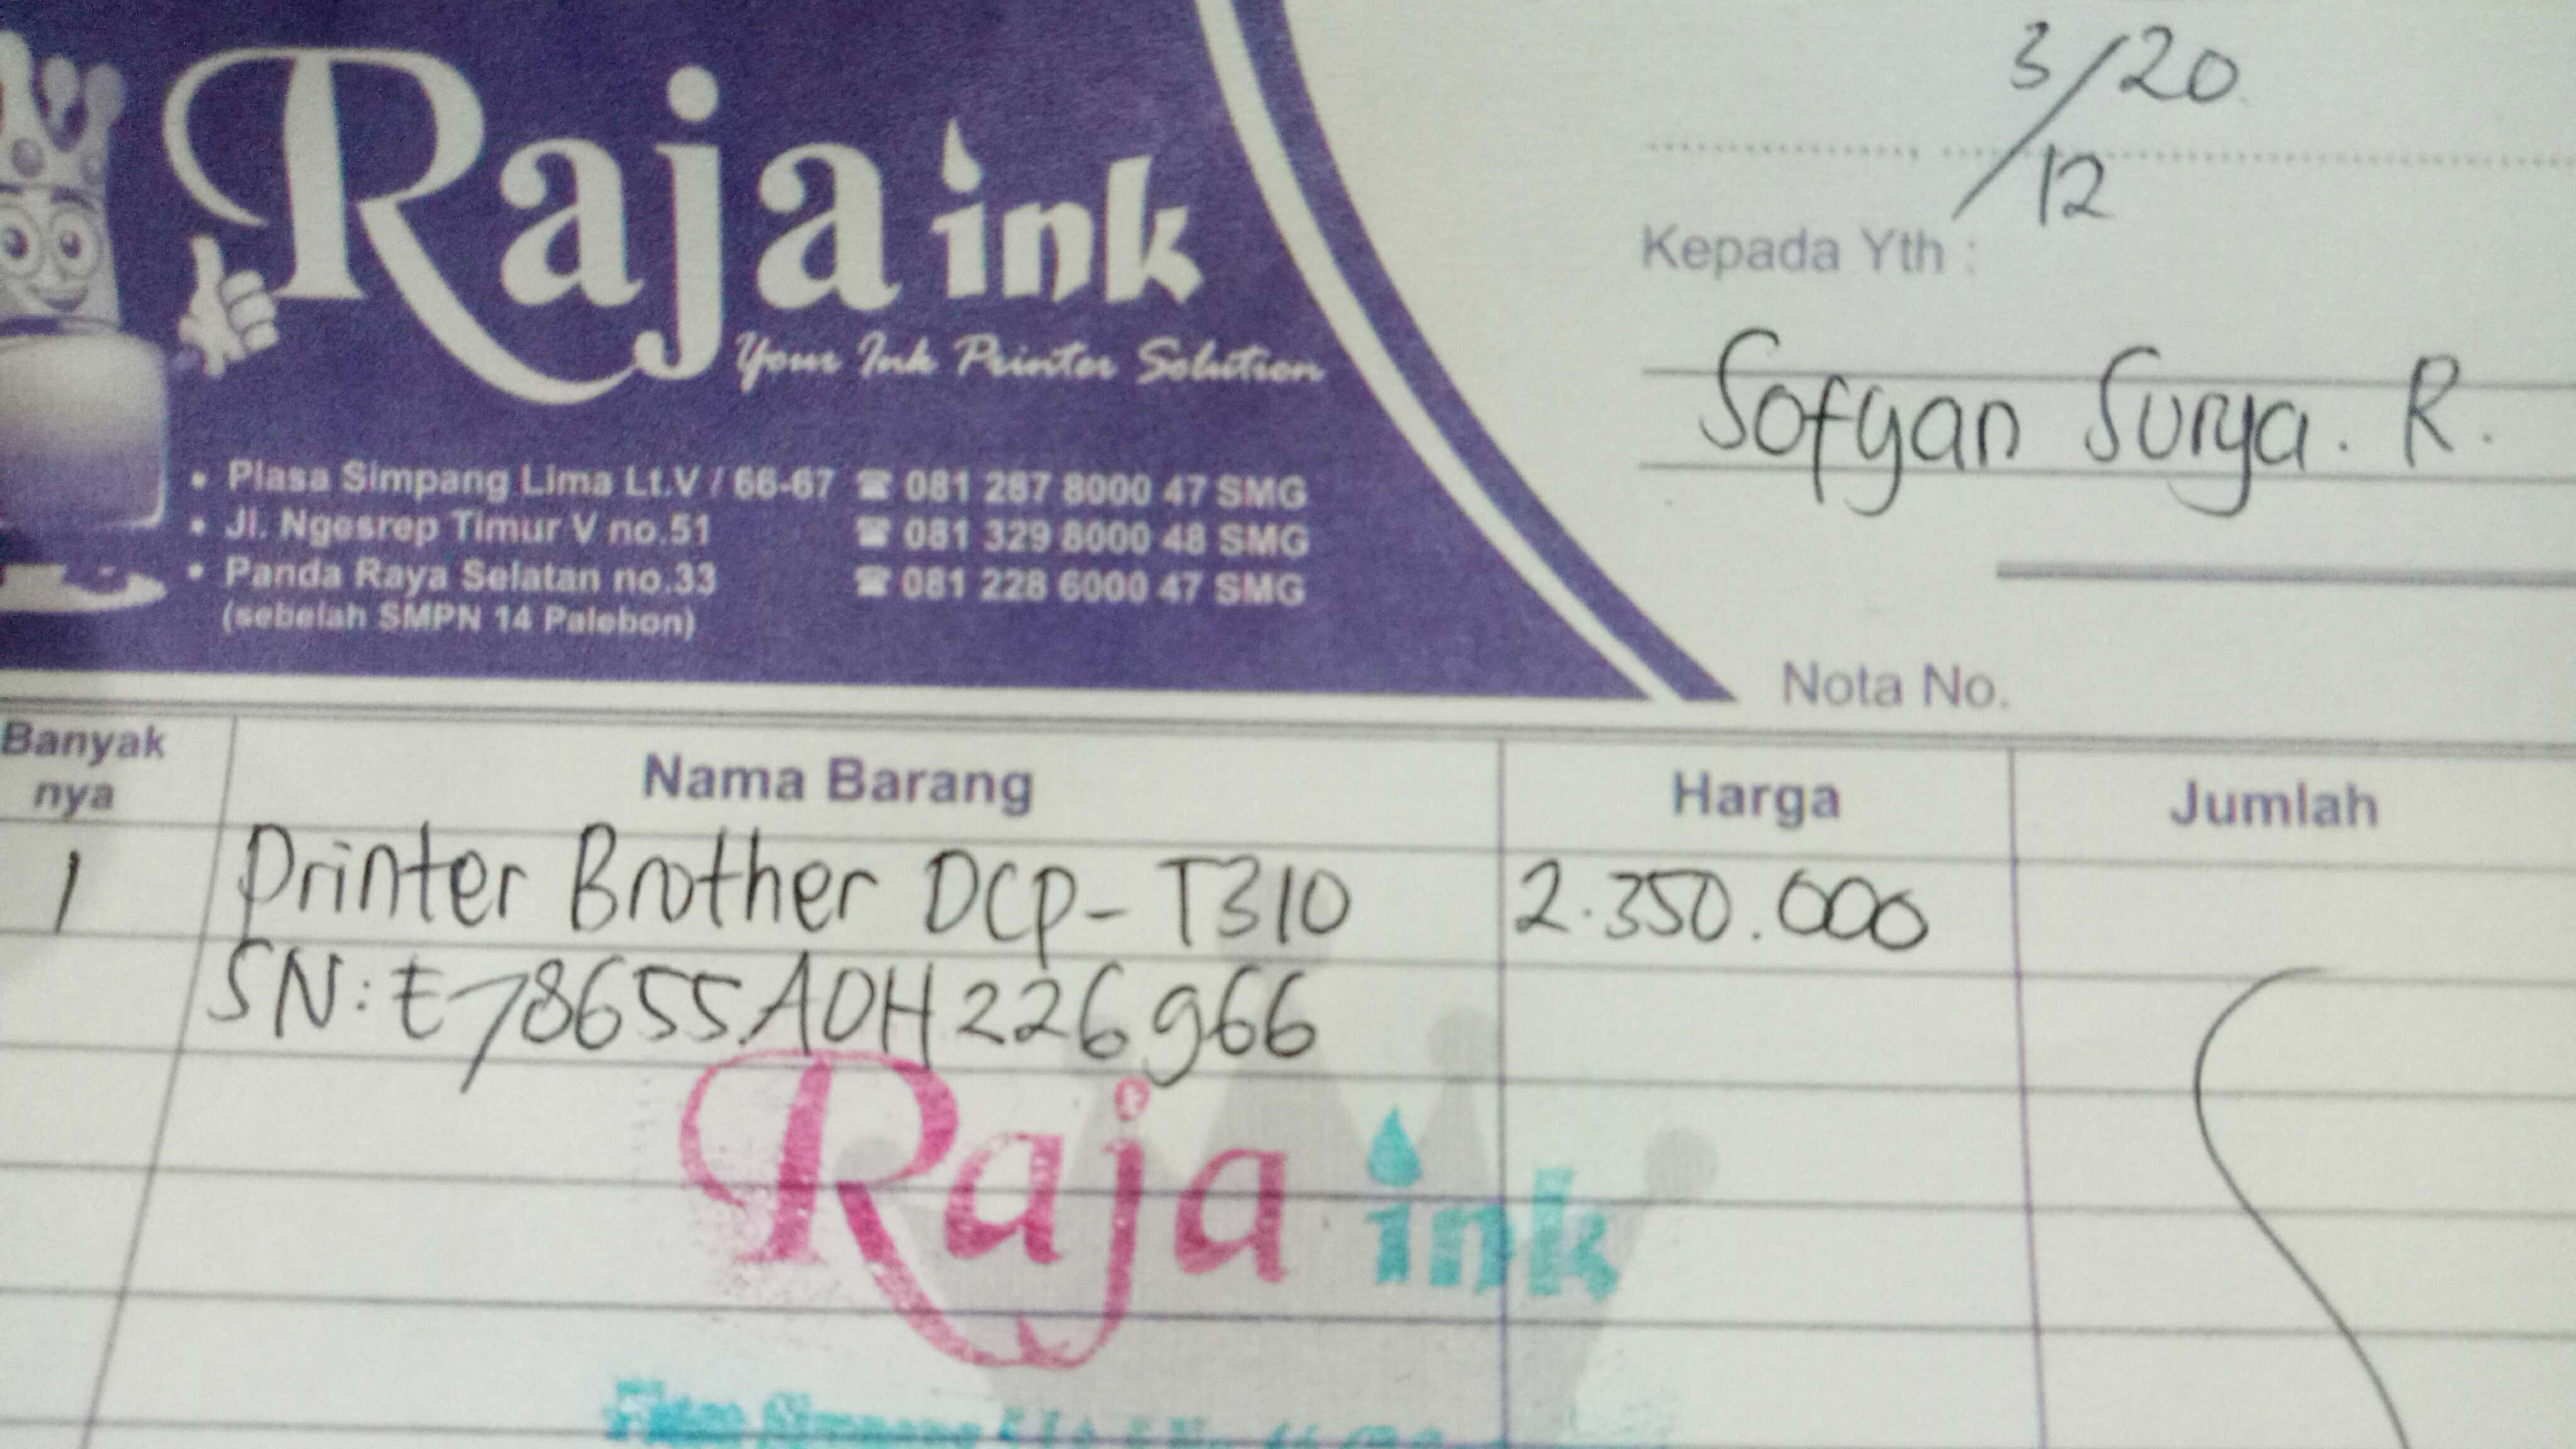 Raja ink
Your Ink Printer Solution
• Plasa Simpang Lima Lt.V / 66-67 ☎ 081 287 8000 47 SMG
• Jl. Ngesrep Timur V no.51 ☎ 081 329 8000 48 SMG
• Panda Raya Selatan no.33 ☎ 081 228 6000 47 SMG
(sebelah SMPN 14 Palebon)
3/12 20
Kepada Yth :
Sofyan Surya. R.
Nota No.
Banyak nya Nama Barang Harga Jumlah
1 Printer Brother DCP-T310 2.350.000
SN: E78655A0H226966
Raja ink
Plasa Simpang